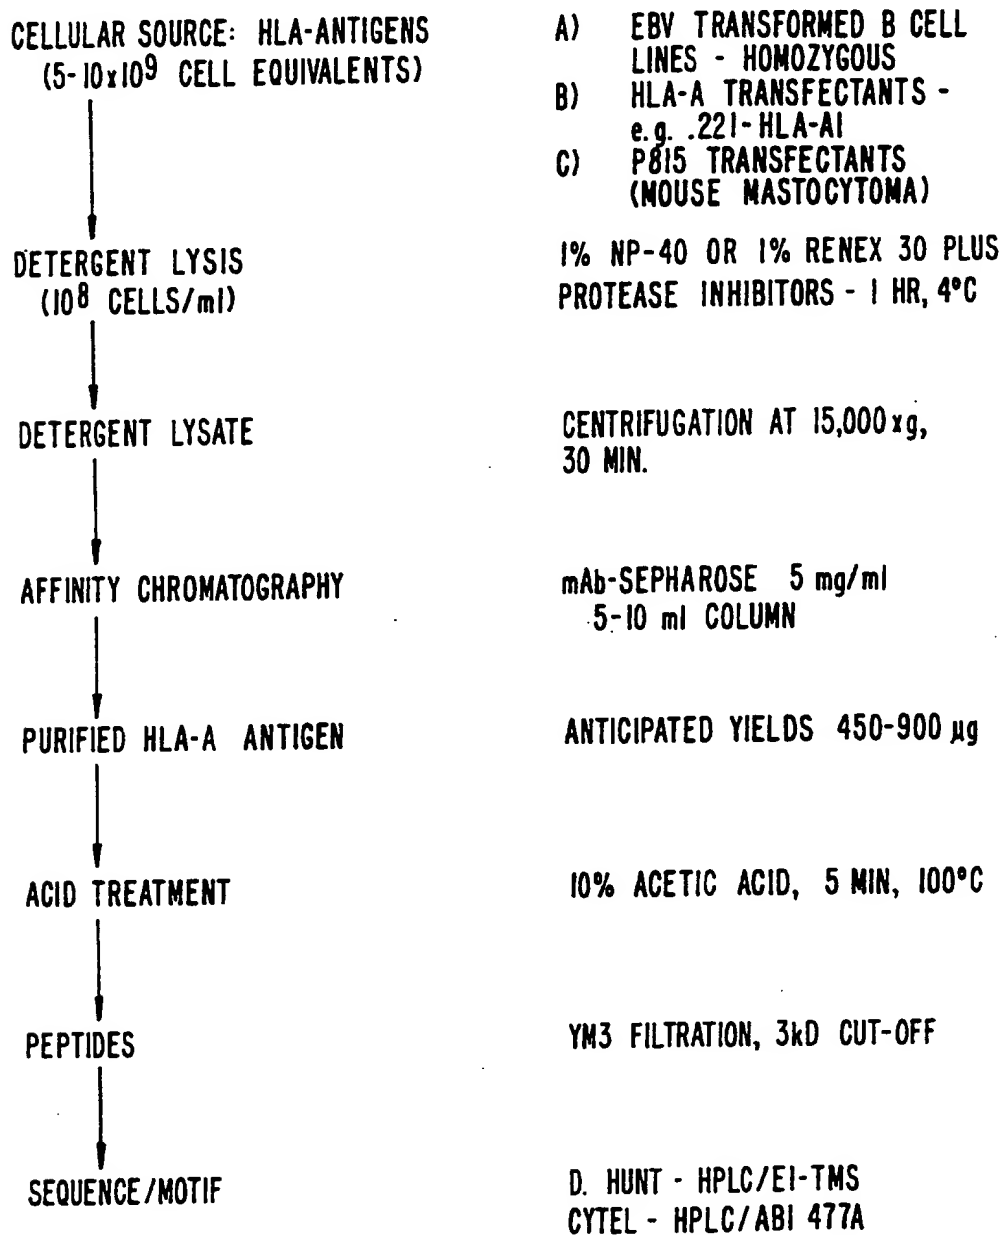 CELLULAR SOURCE: HLA-ANTIGENS
(5-10x10⁹ CELL EQUIVALENTS)
A) EBV TRANSFORMED B CELL
LINES - HOMOZYGOUS
B) HLA-A TRANSFECTANTS -
e.g. .221-HLA-A1
C) P815 TRANSFECTANTS
(MOUSE MASTOCYTOMA)
DETERGENT LYSIS
(10⁸ CELLS/ml)
1% NP-40 OR 1% RENEX 30 PLUS
PROTEASE INHIBITORS - 1 HR, 4°C
DETERGENT LYSATE
CENTRIFUGATION AT 15,000xg,
30 MIN.
AFFINITY CHROMATOGRAPHY
mAb-SEPHAROSE 5 mg/ml
5-10 ml COLUMN
PURIFIED HLA-A ANTIGEN
ANTICIPATED YIELDS 450-900 µg
ACID TREATMENT
10% ACETIC ACID, 5 MIN, 100°C
PEPTIDES
YM3 FILTRATION, 3kD CUT-OFF
SEQUENCE/MOTIF
D. HUNT - HPLC/EI-TMS
CYTEL - HPLC/ABI 477A